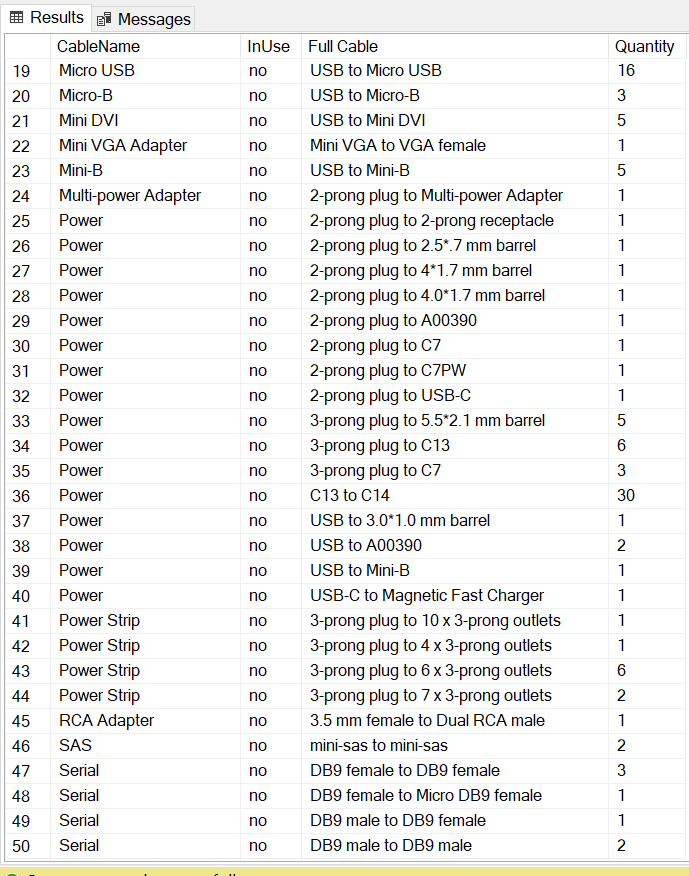 Results Messages
CableName InUse Full Cable Quantity
19 Micro USB no USB to Micro USB 16
20 Micro-B no USB to Micro-B 3
21 Mini DVI no USB to Mini DVI 5
22 Mini VGA Adapter no Mini VGA to VGA female 1
23 Mini-B no USB to Mini-B 5
24 Multi-power Adapter no 2-prong plug to Multi-power Adapter 1
25 Power no 2-prong plug to 2-prong receptacle 1
26 Power no 2-prong plug to 2.5*.7 mm barrel 1
27 Power no 2-prong plug to 4*1.7 mm barrel 1
28 Power no 2-prong plug to 4.0*1.7 mm barrel 1
29 Power no 2-prong plug to A00390 1
30 Power no 2-prong plug to C7 1
31 Power no 2-prong plug to C7PW 1
32 Power no 2-prong plug to USB-C 1
33 Power no 3-prong plug to 5.5*2.1 mm barrel 5
34 Power no 3-prong plug to C13 6
35 Power no 3-prong plug to C7 3
36 Power no C13 to C14 30
37 Power no USB to 3.0*1.0 mm barrel 1
38 Power no USB to A00390 2
39 Power no USB to Mini-B 1
40 Power no USB-C to Magnetic Fast Charger 1
41 Power Strip no 3-prong plug to 10 x 3-prong outlets 1
42 Power Strip no 3-prong plug to 4 x 3-prong outlets 1
43 Power Strip no 3-prong plug to 6 x 3-prong outlets 6
44 Power Strip no 3-prong plug to 7 x 3-prong outlets 2
45 RCA Adapter no 3.5 mm female to Dual RCA male 1
46 SAS no mini-sas to mini-sas 2
47 Serial no DB9 female to DB9 female 3
48 Serial no DB9 female to Micro DB9 female 1
49 Serial no DB9 male to DB9 female 1
50 Serial no DB9 male to DB9 male 2